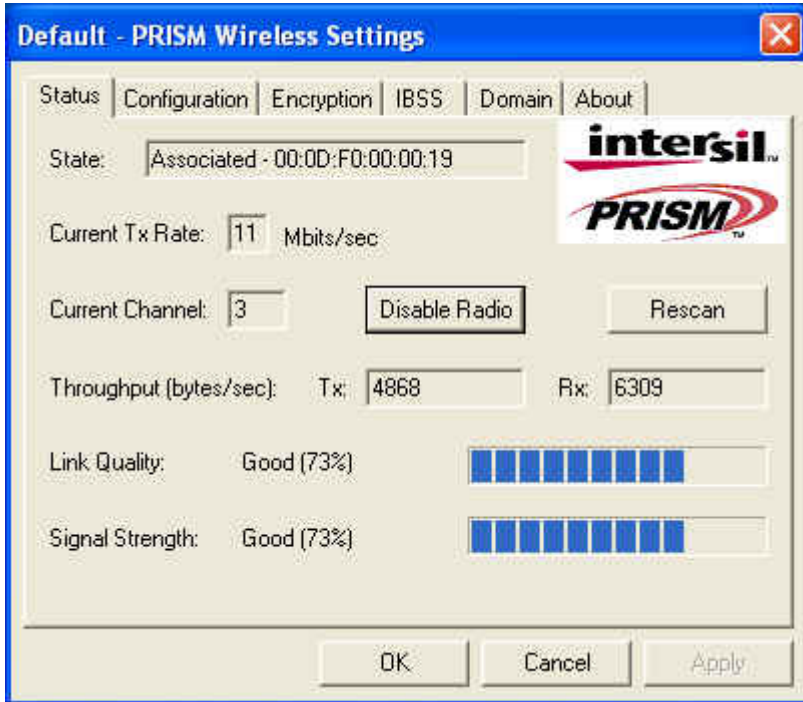 Default - PRISM Wireless Settings
Status Configuration Encryption IBSS Domain About
State: Associated - 00:0D:F0:00:00:19
intersil™
PRISM™
Current Tx Rate: 11 Mbits/sec
Current Channel: 3 Disable Radio Rescan
Throughput (bytes/sec): Tx: 4868 Rx: 6309
Link Quality: Good (73%)
Signal Strength: Good (73%)
OK Cancel Apply